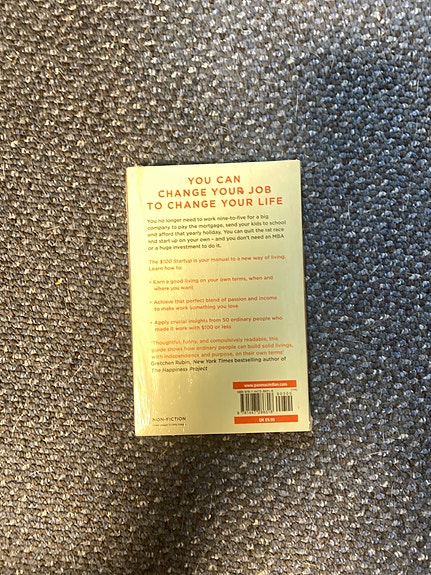 YOU CAN
CHANGE YOUR JOB
TO CHANGE YOUR LIFE
You no longer need to work nine-to-five for a big
company to pay the mortgage, send your kids to school
and afford that yearly holiday. You can quit the rat race
and start up on your own – and you don't need an MBA
or a huge investment to do it.
The $100 Startup is your manual to a new way of living.
Learn how to:
• Earn a good living on your own terms, when and
where you want
• Achieve that perfect blend of passion and income
to make work something you love
• Apply crucial insights from 50 ordinary people who
made it work with $100 or less
'Thoughtful, funny, and compulsively readable, this
guide shows how ordinary people can build solid livings,
with independence and purpose, on their own terms'
Gretchen Rubin, New York Times bestselling author of
The Happiness Project
www.panmacmillan.com
NON-FICTION